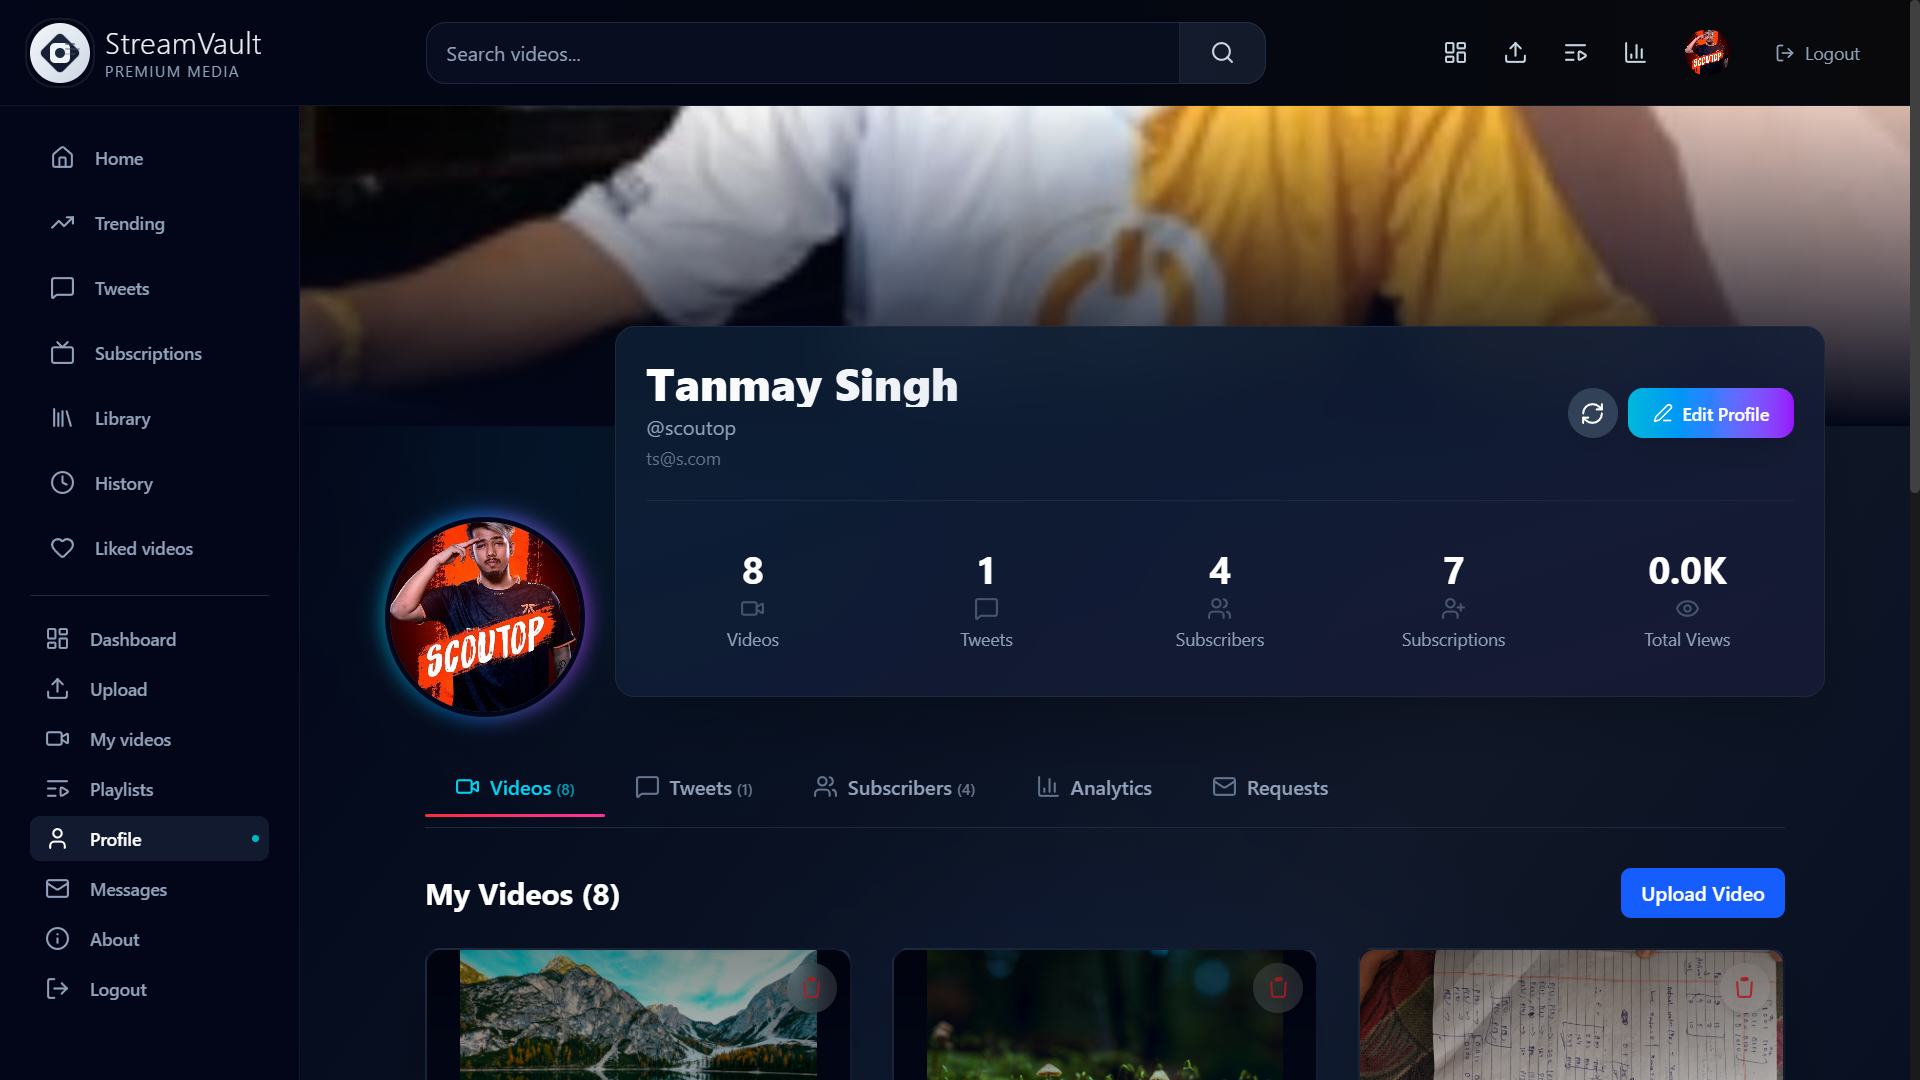 StreamVault
PREMIUM MEDIA
Search videos...
Logout
Home
Trending
Tweets
Subscriptions
Library
History
Liked videos
Dashboard
Upload
My videos
Playlists
Profile
Messages
About
Logout
Tanmay Singh
@scoutop
ts@s.com
Edit Profile
8
1
4
7
0.0K
Videos
Tweets
Subscribers
Subscriptions
Total Views
SCOUTOP
Videos (8)
Tweets (1)
Subscribers (4)
Analytics
Requests
My Videos (8)
Upload Video